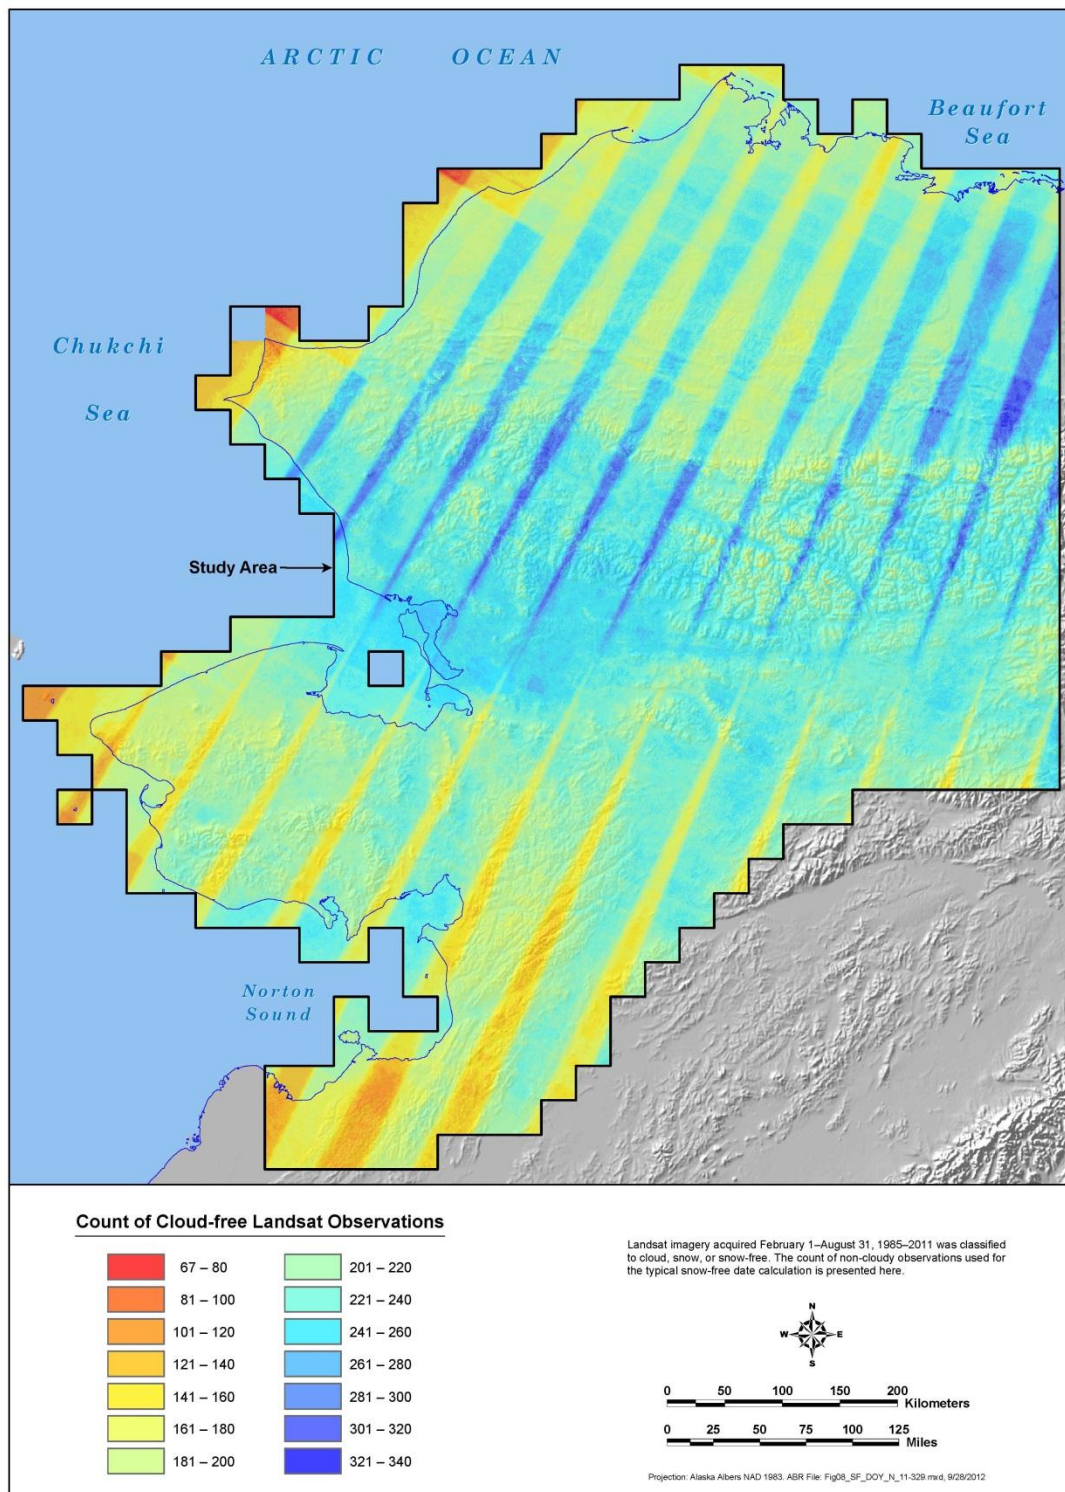 ARCTIC OCEAN
Beaufort
Sea
Chukchi
Sea
Study Area
Norton
Sound
Count of Cloud-free Landsat Observations
67 – 80
81 – 100
101 – 120
121 – 140
141 – 160
161 – 180
181 – 200
201 – 220
221 – 240
241 – 260
261 – 280
281 – 300
301 – 320
321 – 340
Landsat imagery acquired February 1–August 31, 1985–2011 was classified
to cloud, snow, or snow-free. The count of non-cloudy observations used for
the typical snow-free date calculation is presented here.
N
W E
S
0 50 100 150 200
Kilometers
0 25 50 75 100 125
Miles
Projection: Alaska Albers NAD 1983. ABR File: Fig08_SF_DOY_N_11-329.mxd, 9/28/2012